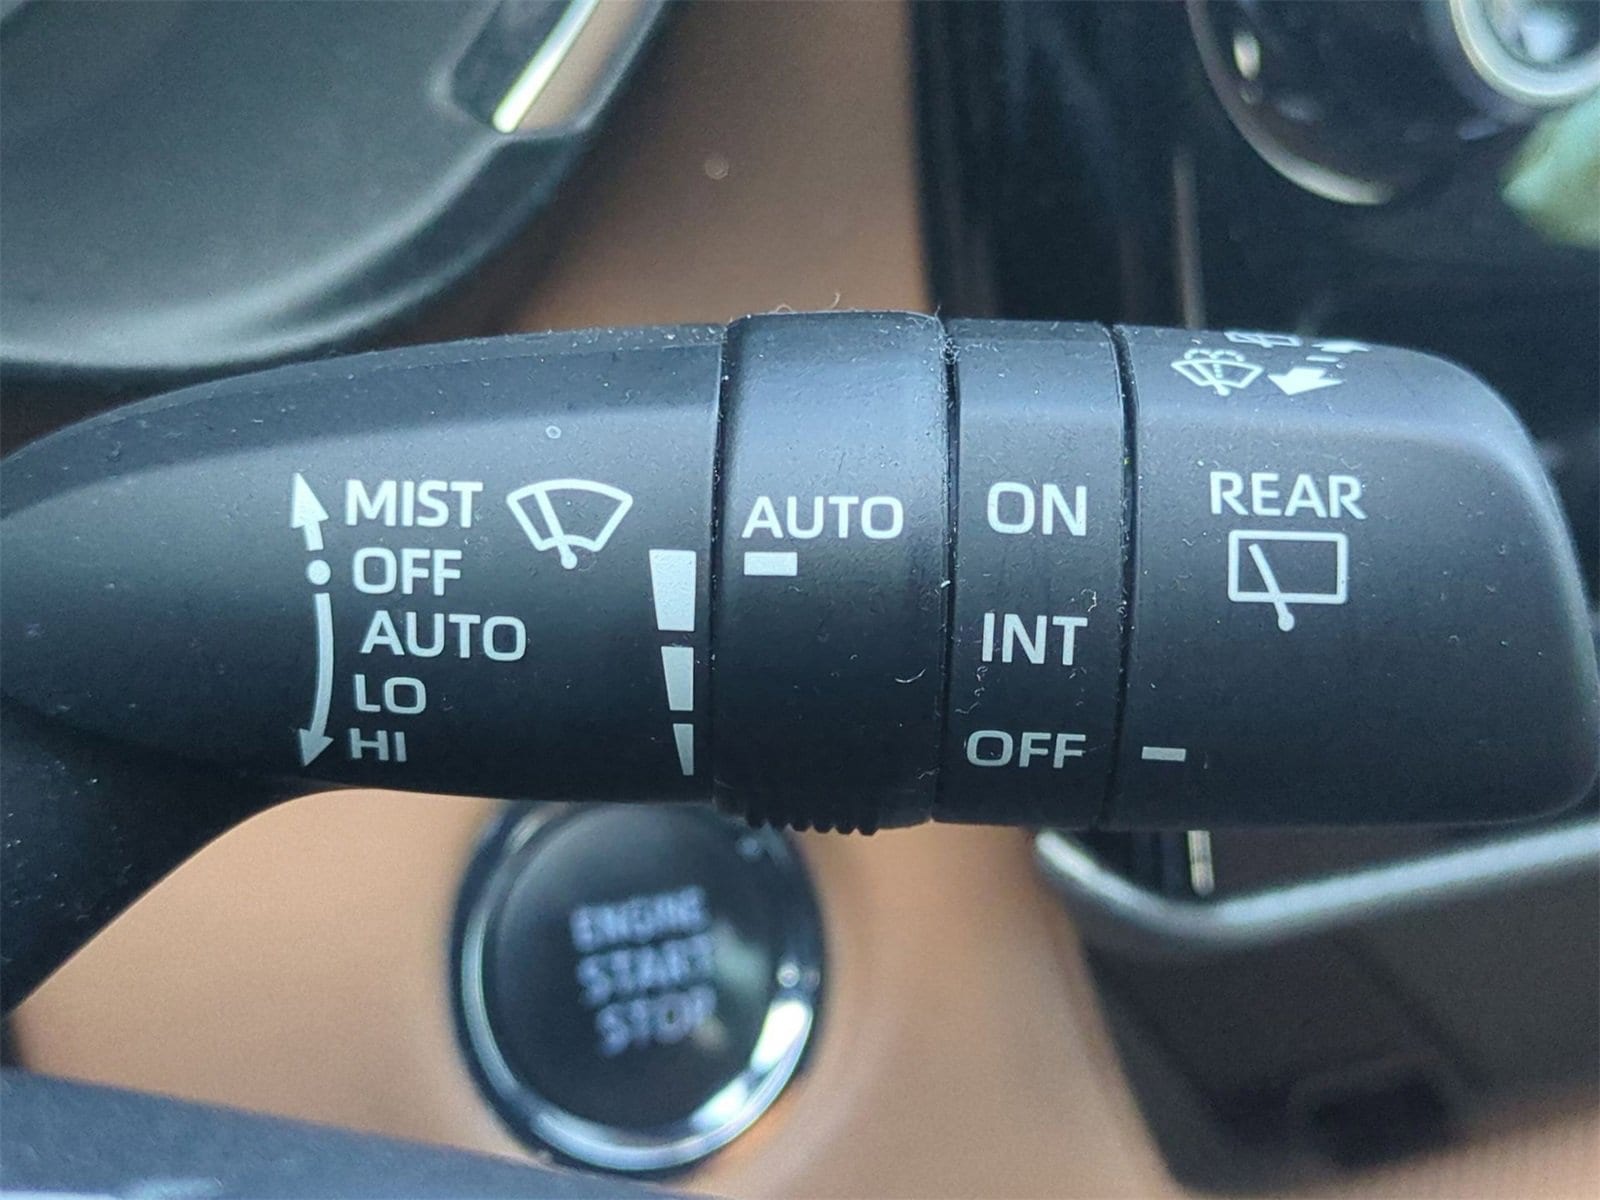 MIST
OFF
AUTO
LO
HI
AUTO
ON
INT
OFF
REAR
ENGINE
START
STOP